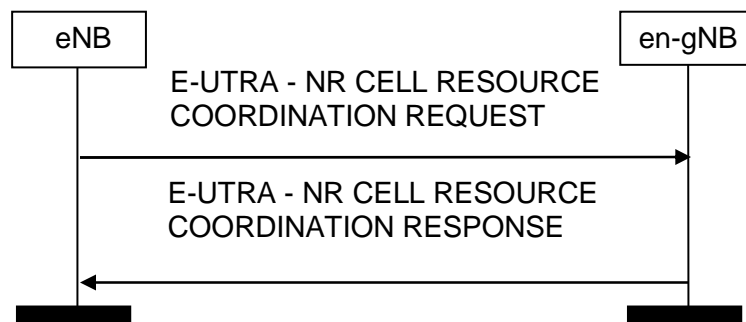 eNB
en-gNB
E-UTRA - NR CELL RESOURCE
COORDINATION REQUEST
E-UTRA - NR CELL RESOURCE
COORDINATION RESPONSE